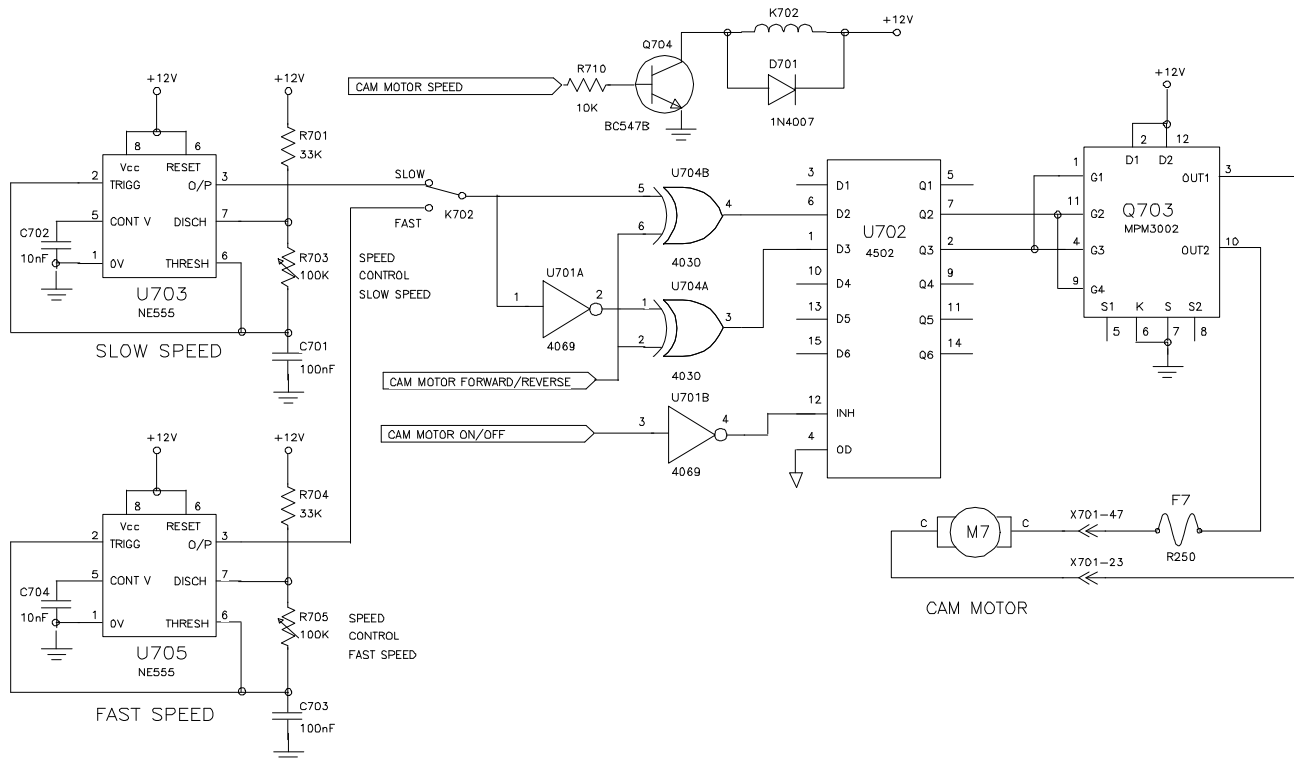 K702
+12V
Q704
R710
D701
CAM MOTOR SPEED
10K
BC547B
1N4007
+12V
+12V
8
6
Vcc
RESET
2
TRIGG
O/P
3
5
CONT V
DISCH
7
1
0V
THRESH
6
C702
10nF
U703
NE555
SLOW SPEED
R701
33K
R703
100K
C701
100nF
SPEED
CONTROL
SLOW SPEED
SLOW
FAST
K702
U704B
5
6
4
4030
U701A
1
2
4069
U704A
1
2
3
4030
CAM MOTOR FORWARD/REVERSE
CAM MOTOR ON/OFF
U701B
3
4
4069
U702
4502
3
D1
6
D2
1
D3
10
D4
13
D5
15
D6
12
INH
4
OD
Q1
5
Q2
7
Q3
2
Q4
9
Q5
11
Q6
14
+12V
2
12
D1
D2
1
G1
11
G2
4
G3
9
G4
OUT1
3
OUT2
10
Q703
MPM3002
S1
K
S
S2
5
6
7
8
+12V
+12V
8
6
Vcc
RESET
2
TRIGG
O/P
3
5
CONT V
DISCH
7
1
0V
THRESH
6
C704
10nF
U705
NE555
FAST SPEED
R704
33K
R705
100K
C703
100nF
SPEED
CONTROL
FAST SPEED
C
M7
C
X701-47
X701-23
F7
R250
CAM MOTOR